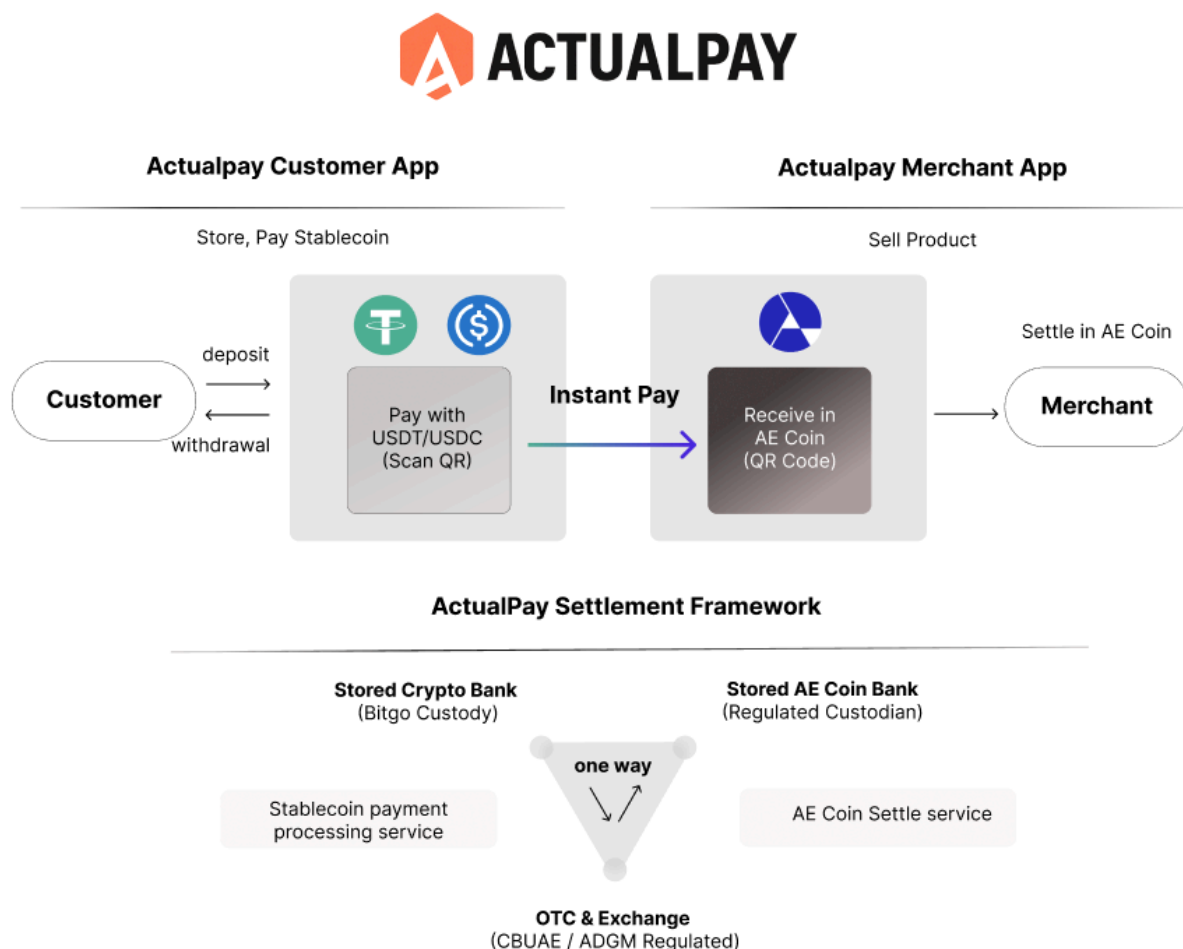 ACTUALPAY
Actualpay Customer App
Store, Pay Stablecoin
Customer
deposit
withdrawal
Pay with
USDT/USDC
(Scan QR)
Instant Pay
Actualpay Merchant App
Sell Product
Receive in
AE Coin
(QR Code)
Settle in AE Coin
Merchant
ActualPay Settlement Framework
Stored Crypto Bank
(Bitgo Custody)
Stored AE Coin Bank
(Regulated Custodian)
one way
Stablecoin payment
processing service
AE Coin Settle service
OTC & Exchange
(CBUAE / ADGM Regulated)